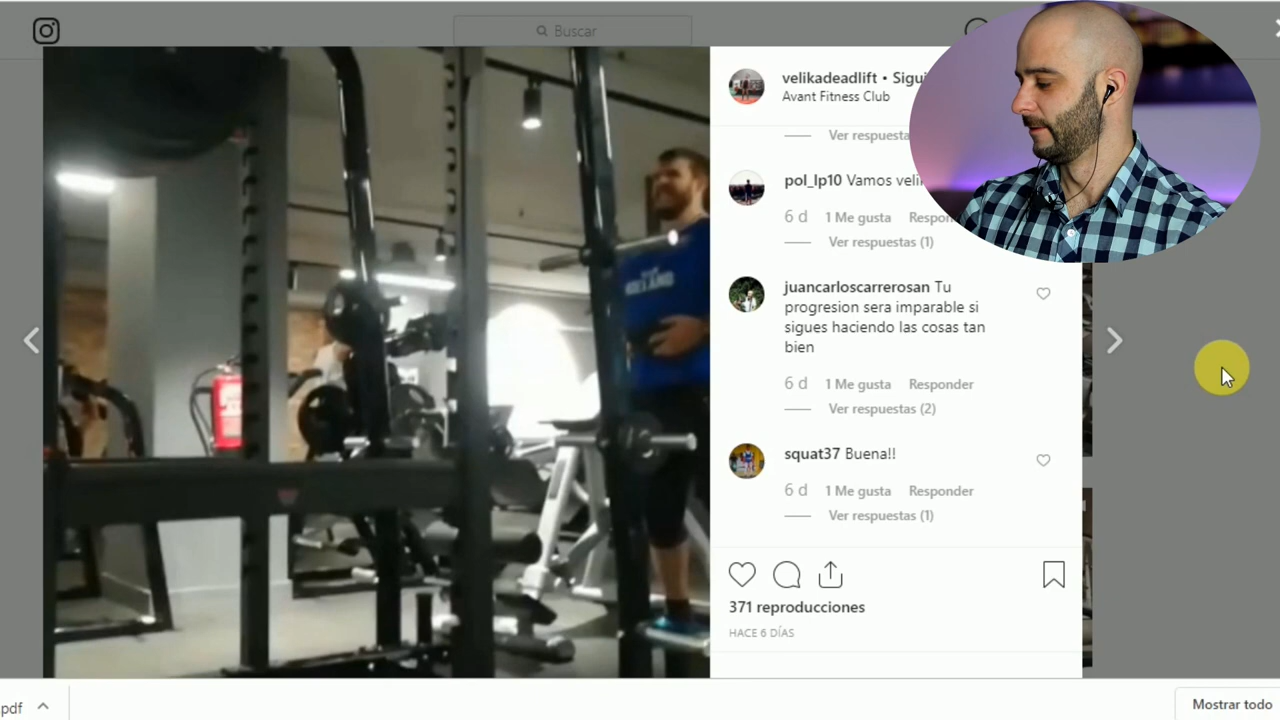 Buscar
velikadeadlift • Sigui
Avant Fitness Club
Ver respuesta
pol_lp10 Vamos veli
6 d 1 Me gusta Respon
Ver respuestas (1)
juancarloscarrerosan Tu
progresion sera imparable si
sigues haciendo las cosas tan
bien
6 d 1 Me gusta Responder
Ver respuestas (2)
squat37 Buena!!
6 d 1 Me gusta Responder
Ver respuestas (1)
371 reproducciones
HACE 6 DÍAS
pdf
Mostrar todo